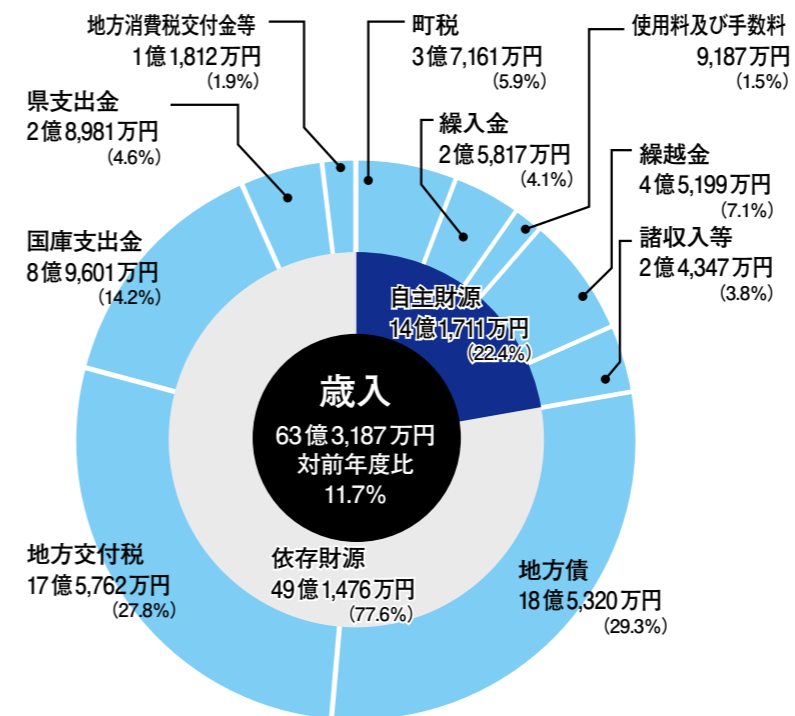 地方消費税交付金等
1億1,812万円
(1.9%)
町税
3億7,161万円
(5.9%)
使用料及び手数料
9,187万円
(1.5%)
県支出金
2億8,981万円
(4.6%)
繰入金
2億5,817万円
(4.1%)
繰越金
4億5,199万円
(7.1%)
国庫支出金
8億9,601万円
(14.2%)
諸収入等
2億4,347万円
(3.8%)
自主財源
14億1,711万円
(22.4%)
歳入
63億3,187万円
対前年度比
11.7%
地方交付税
17億5,762万円
(27.8%)
依存財源
49億1,476万円
(77.6%)
地方債
18億5,320万円
(29.3%)